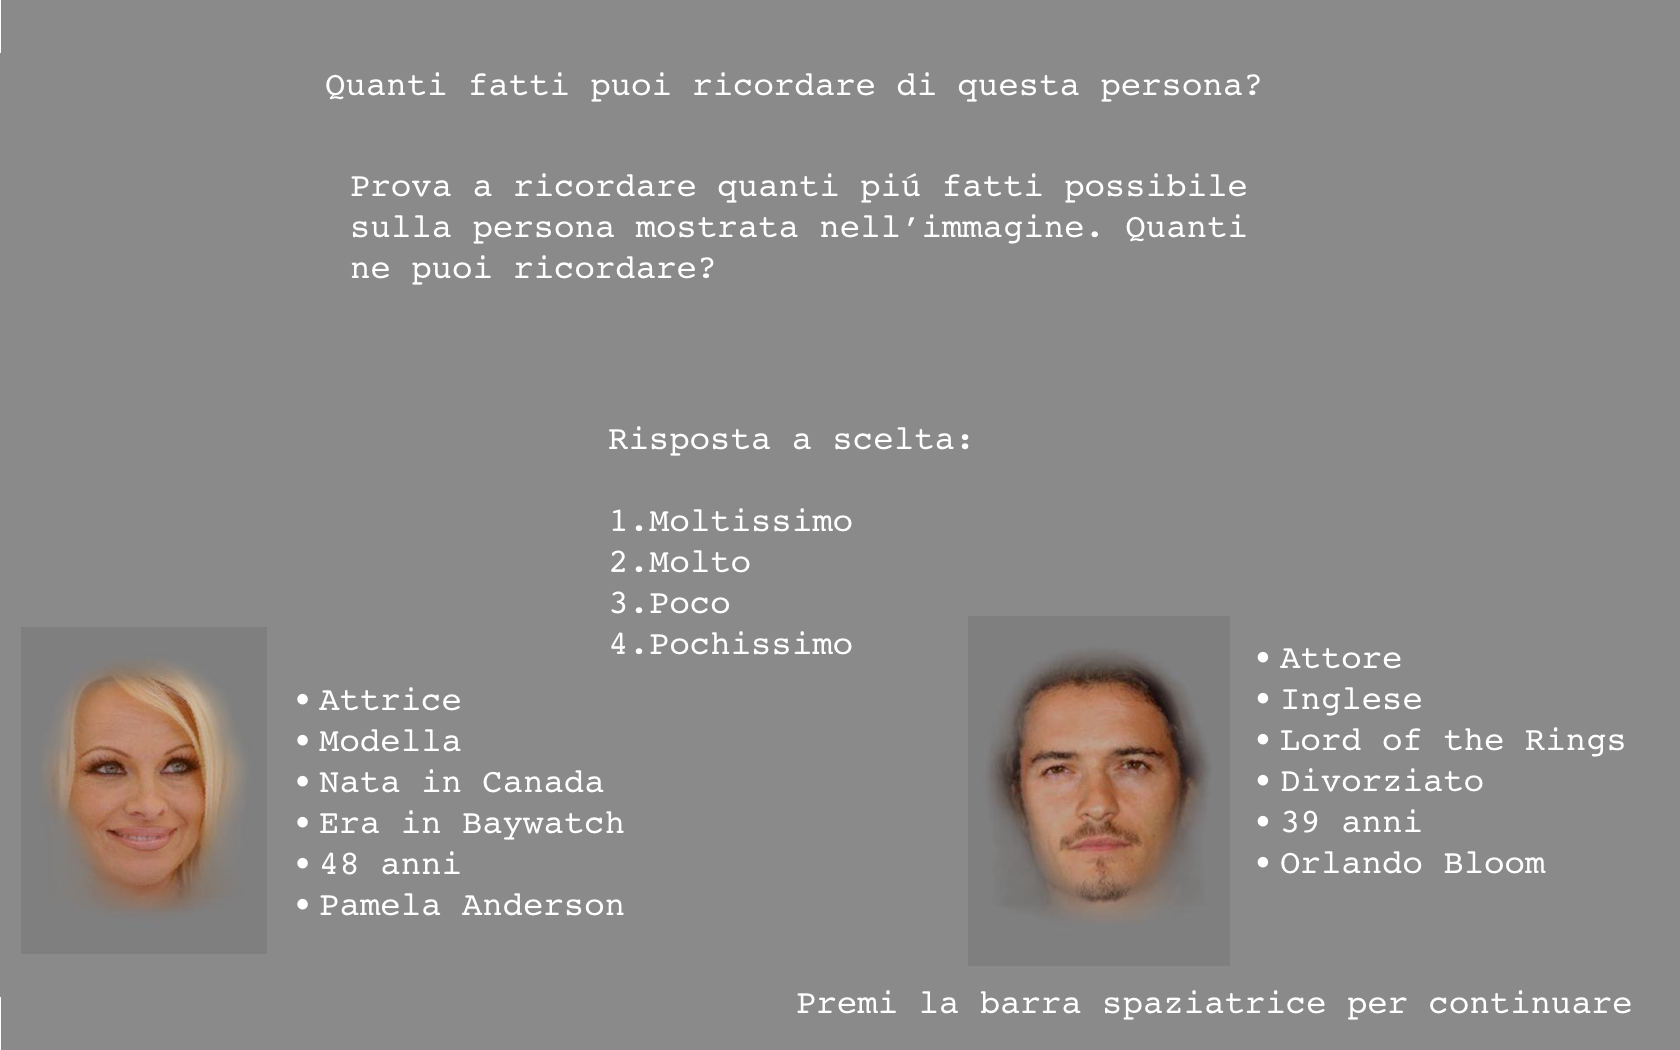 Quanti fatti puoi ricordare di questa persona?
Prova a ricordare quanti piú fatti possibile
sulla persona mostrata nell’immagine. Quanti
ne puoi ricordare?
Risposta a scelta:
1.Moltissimo
2.Molto
3.Poco
4.Pochissimo
•Attrice
•Modella
•Nata in Canada
•Era in Baywatch
•48 anni
•Pamela Anderson
•Attore
•Inglese
•Lord of the Rings
•Divorziato
•39 anni
•Orlando Bloom
Premi la barra spaziatrice per continuare